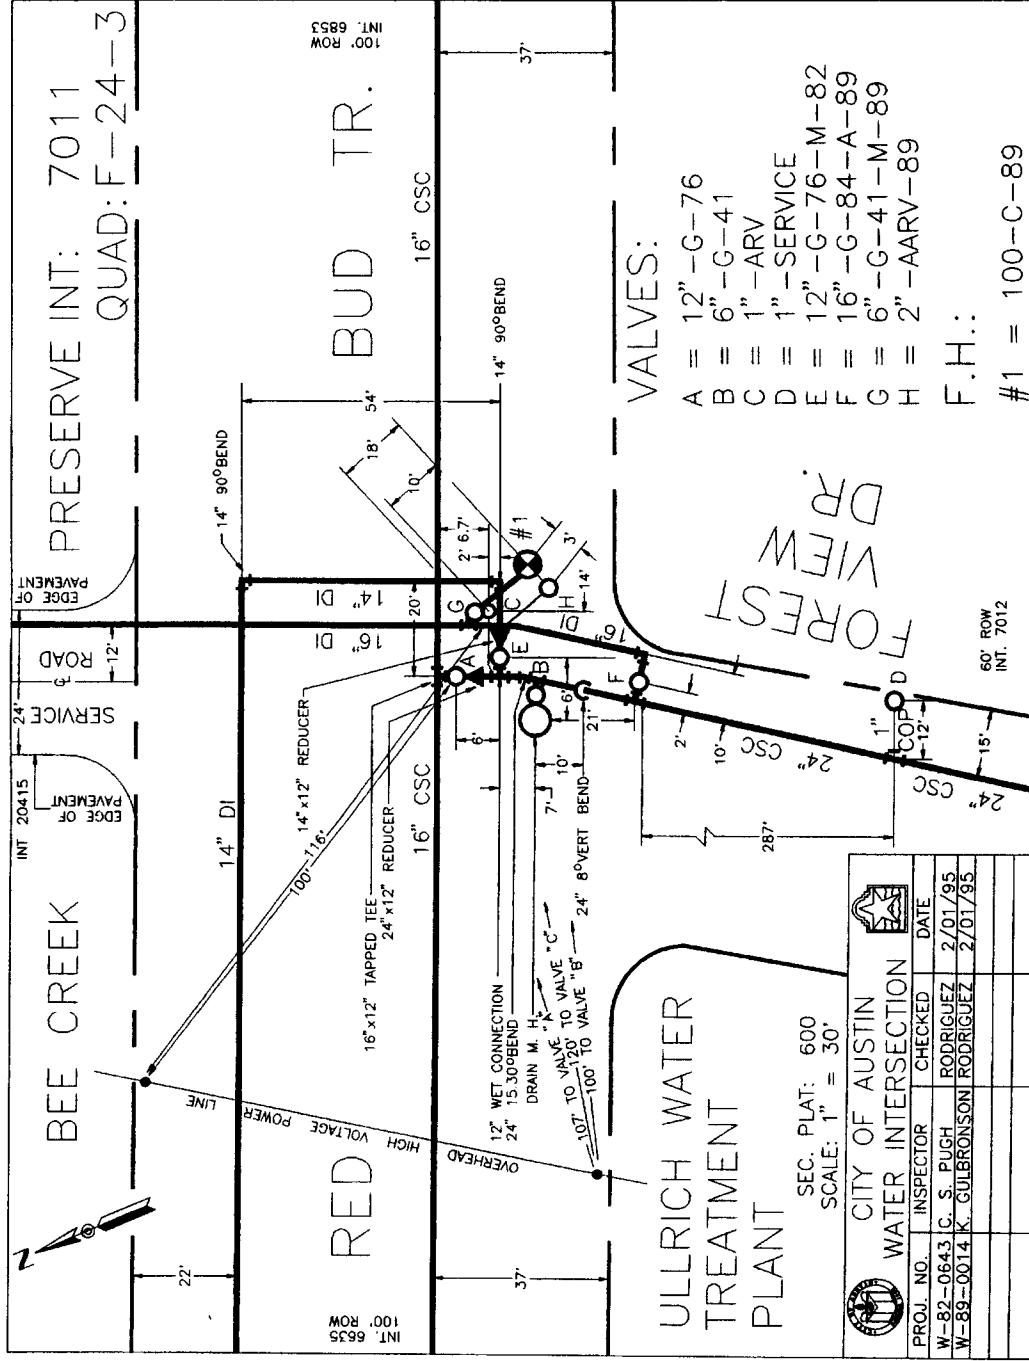 BEE CREEK
PRESERVE INT: 7011
QUAD: F-24-3
INT 20415
EDGE OF
PAVEMENT
24'
SERVICE
ROAD
℄
12'
EDGE OF
PAVEMENT
N
22'
14" DI
16" DI
14" DI
14" 90°BEND
54'
20'
18'
10'
100'
116'
OVERHEAD HIGH VOLTAGE POWER LINE
RED BUD TR.
INT. 6635
100' ROW
INT. 6853
100' ROW
16" CSC
16" CSC
37'
37'
14"x12" REDUCER
16"x12" TAPPED TEE
24"x12" REDUCER
12" WET CONNECTION
24" 15.30°BEND
DRAIN M. H.
107' TO VALVE "A"
120' TO VALVE "C"
100' TO VALVE "B"
24" 8°VERT BEND
14" 90°BEND
2'
6.7'
#1
3'
14'
G
C
H
A
E
B
F
D
6'
6'
21'
10'
7'
16" DI
2'
10'
24" CSC
287'
1"
COP
12'
15'
24" CSC
FOREST
VIEW
DR.
60' ROW
INT. 7012
ULLRICH WATER
TREATMENT
PLANT
SEC. PLAT: 600
SCALE: 1" = 30'
VALVES:
A = 12"-G-76
B = 6"-G-41
C = 1"-ARV
D = 1"-SERVICE
E = 12"-G-76-M-82
F = 16"-G-84-A-89
G = 6"-G-41-M-89
H = 2"-AARV-89
F.H.:
#1 = 100-C-89
CITY OF AUSTIN
WATER INTERSECTION
PROJ. NO. INSPECTOR CHECKED DATE
W-82-0643 C. S. PUGH RODRIGUEZ 2/01/95
W-89-0014 K. GULBRONSON RODRIGUEZ 2/01/95